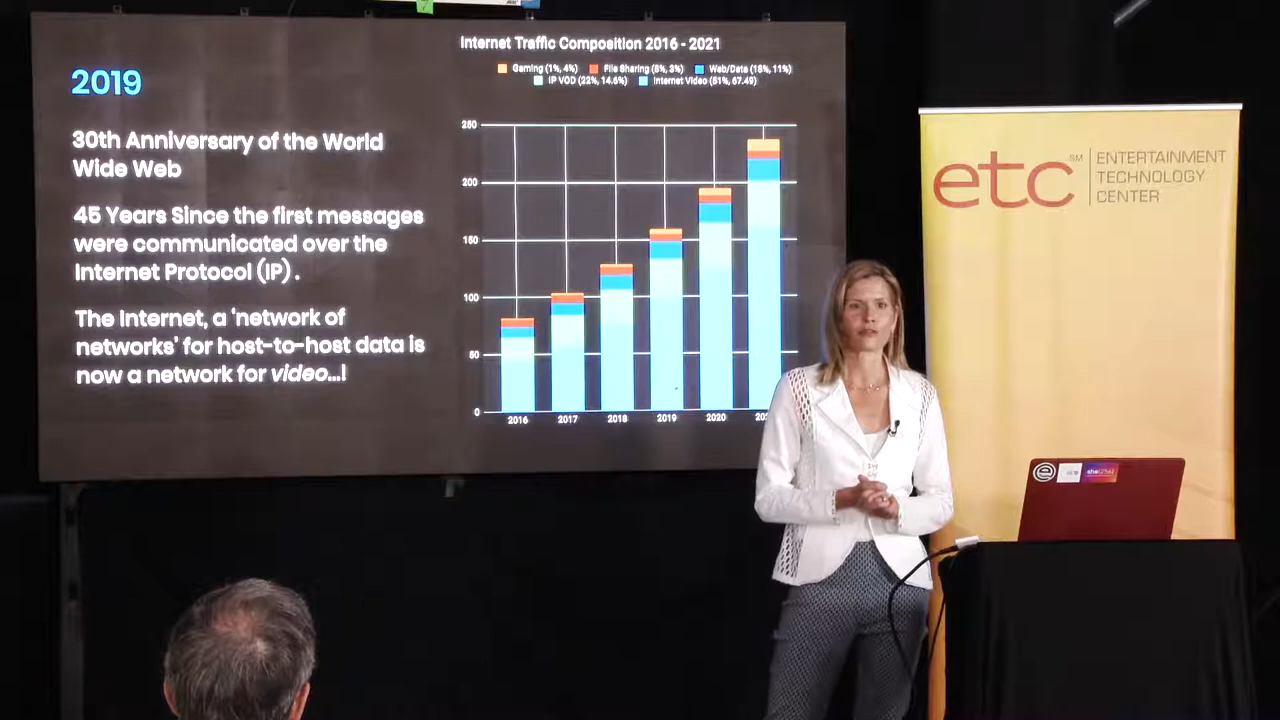 Internet Traffic Composition 2016 - 2021
Gaming (1%, 4%) File Sharing (8%, 3%) Web/Data (18%, 11%)
IP VOD (22%, 14.6%) Internet Video (51%, 67.4%)
2019
30th Anniversary of the World
Wide Web
45 Years Since the first messages
were communicated over the
Internet Protocol (IP).
The Internet, a ‘network of
networks’ for host-to-host data is
now a network for video...!
250
200
150
100
50
0
2016 2017 2018 2019 2020
etc SM
ENTERTAINMENT
TECHNOLOGY
CENTER
e
she[256]